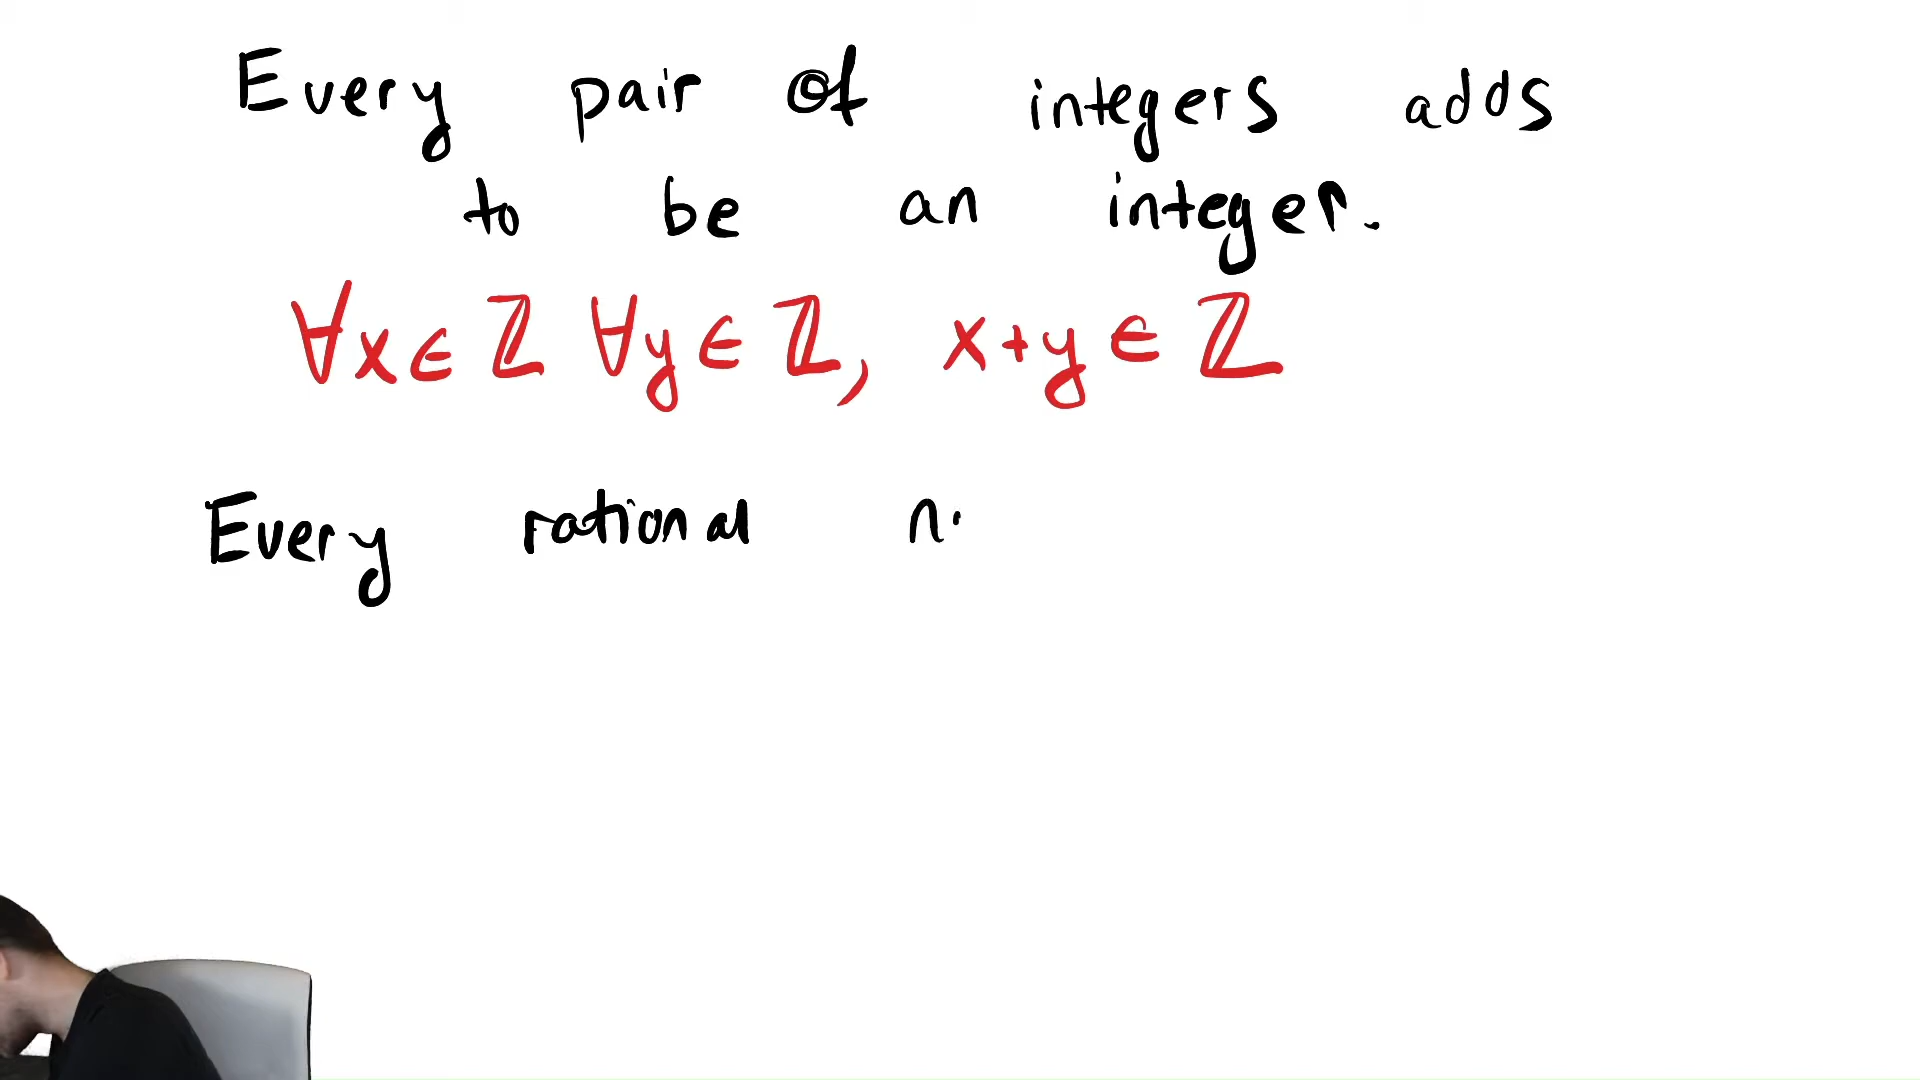 Every pair of integers adds
to be an integer.
∀x∈ℤ ∀y∈ℤ, x+y∈ℤ
Every rational n